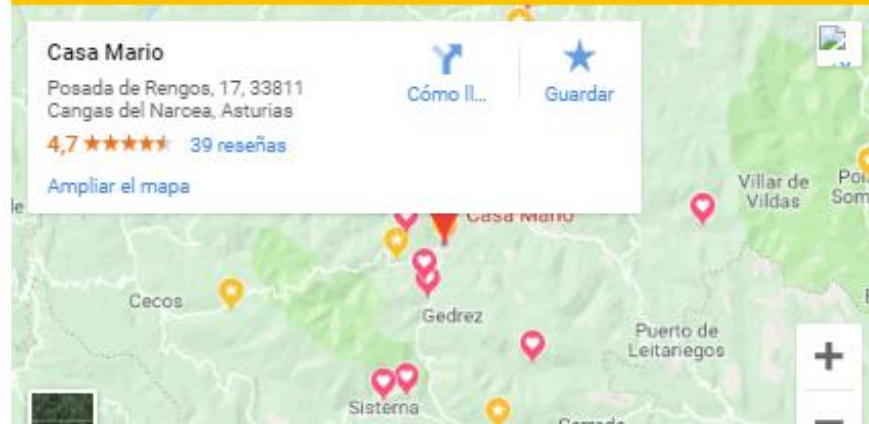 Casa Mario
Posada de Rengos, 17, 33811
Cangas del Narcea, Asturias
4,7 39 reseñas
Ampliar el mapa
Cómo ll...
Guardar
Casa Mario
Villar de
Vildas
Cecos
Gedrez
Puerto de
Leitariegos
Sisterna